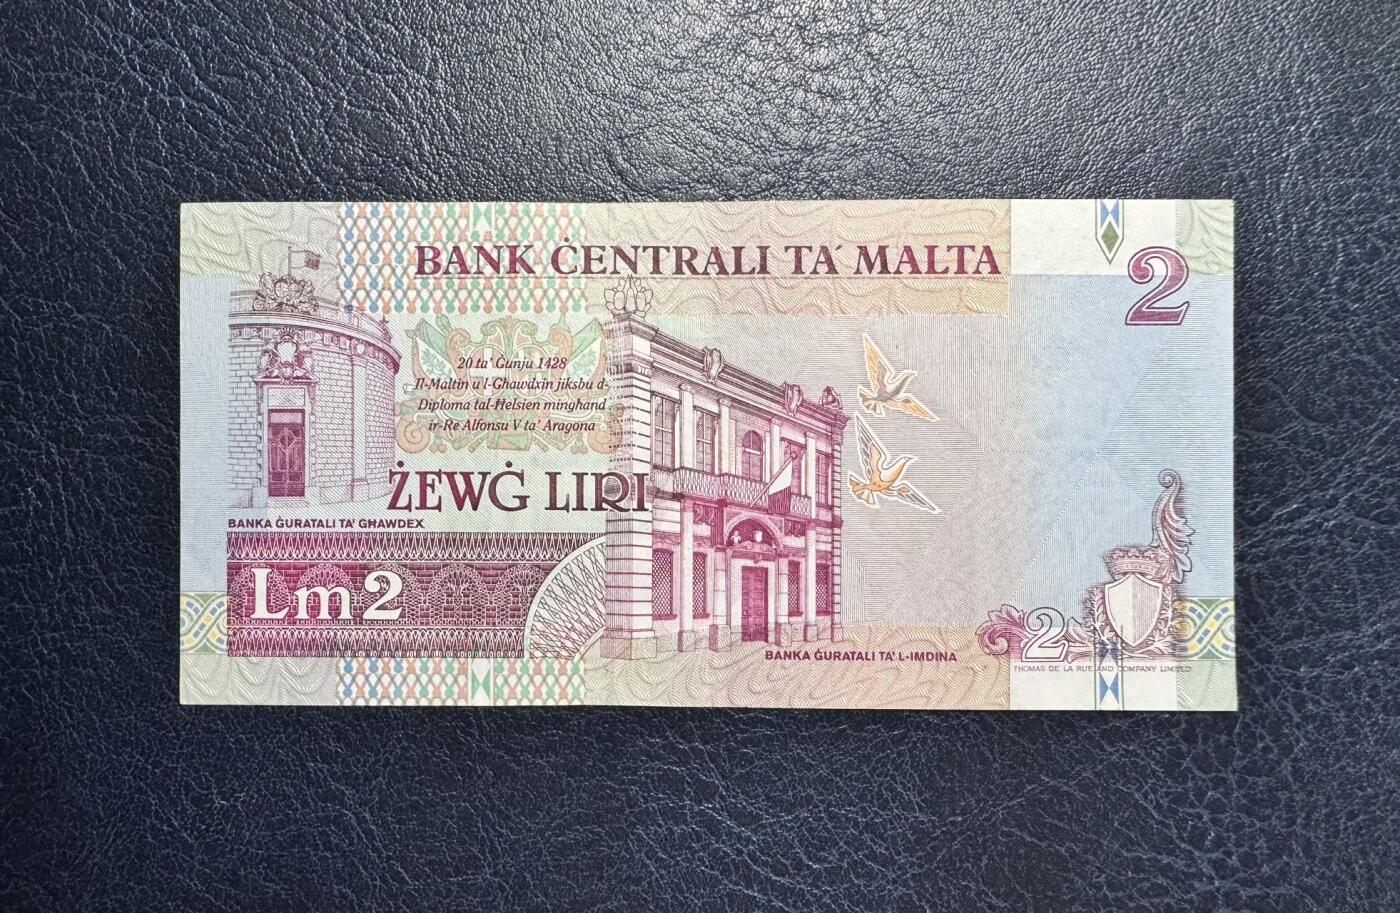 BANK ĊENTRALI TA' MALTA
2
20 ta' Ġunju 1428
Il-Maltin u l-Għawdxin jiksbu d-
Diploma tal-Ħelsien mingħand
ir-Re Alfonsu V ta' Aragona
ŻEWĠ LIRI
BANKA ĠURATALI TA' GĦAWDEX
Lm2
BANKA ĠURATALI TA' L-IMDINA
2
THOMAS DE LA RUE AND COMPANY LIMITED